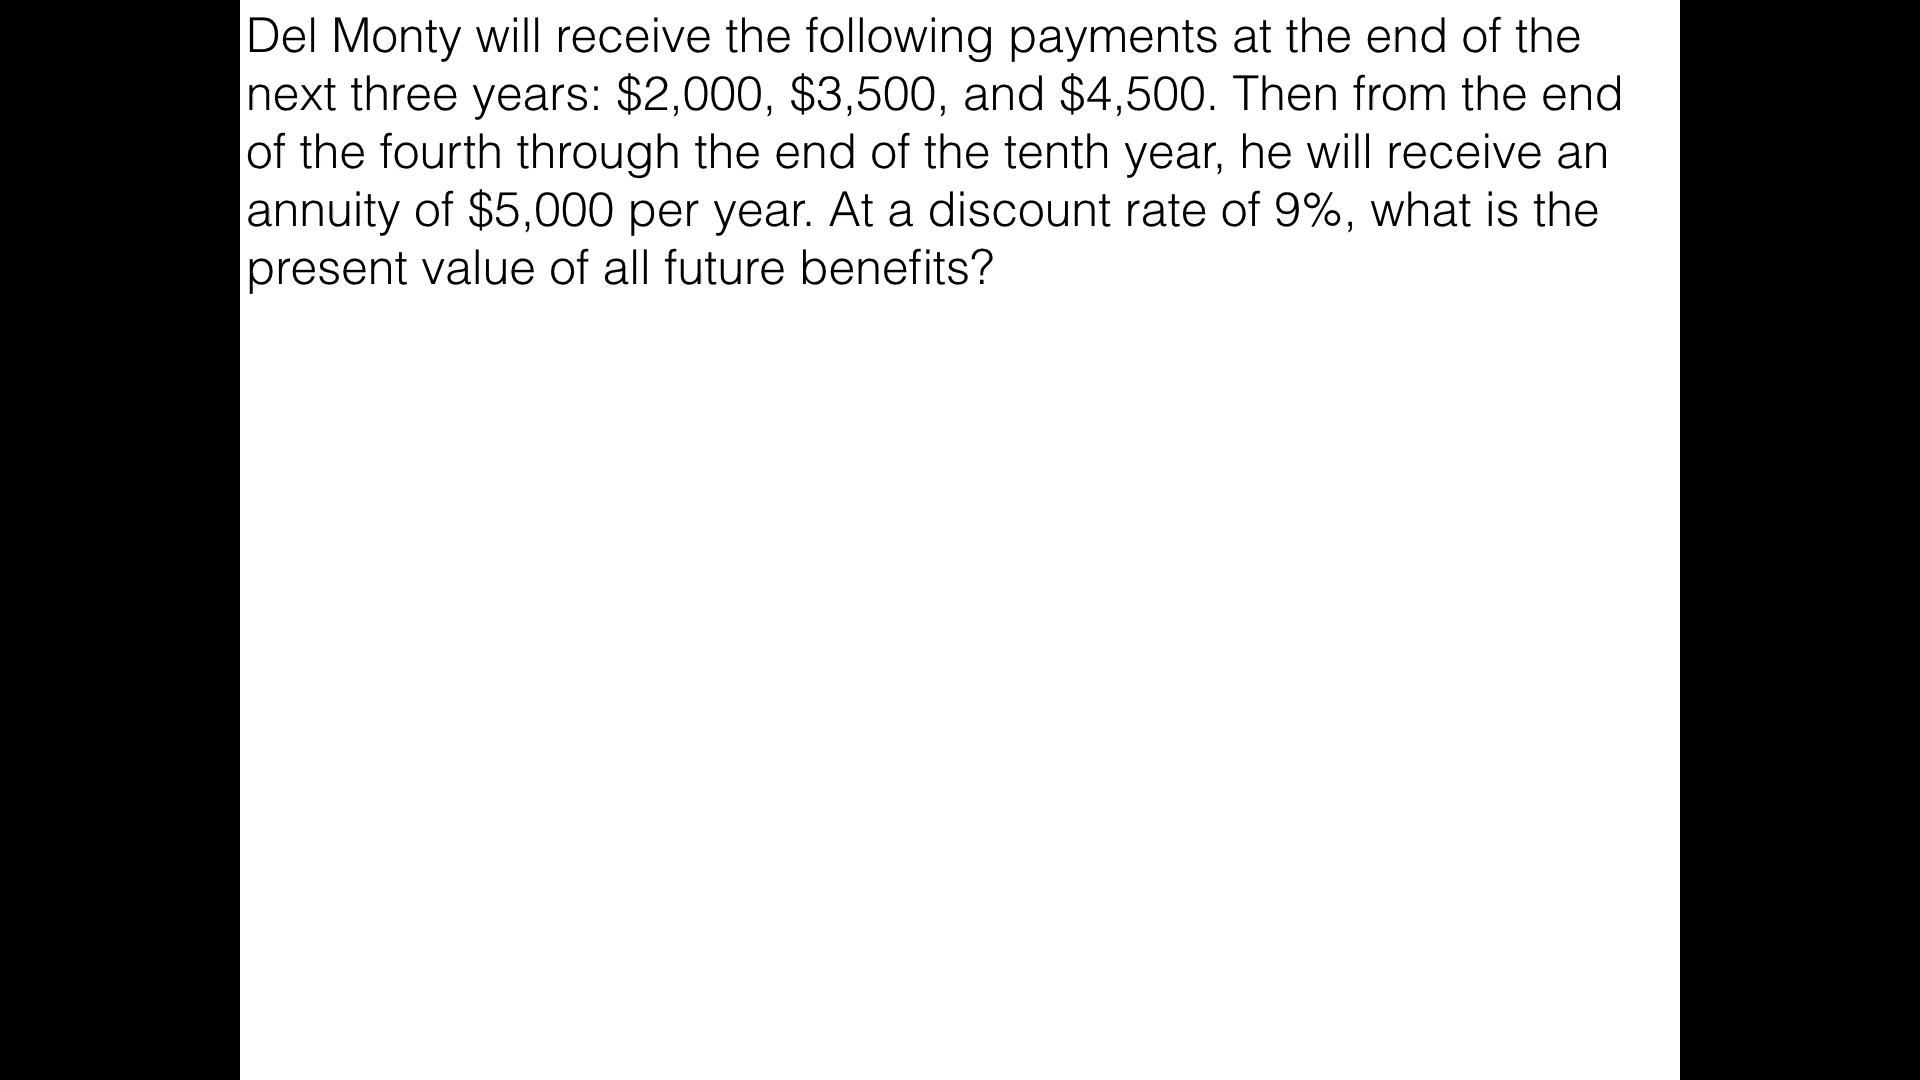 Del Monty will receive the following payments at the end of the
next three years: $2,000, $3,500, and $4,500. Then from the end
of the fourth through the end of the tenth year, he will receive an
annuity of $5,000 per year. At a discount rate of 9%, what is the
present value of all future benefits?